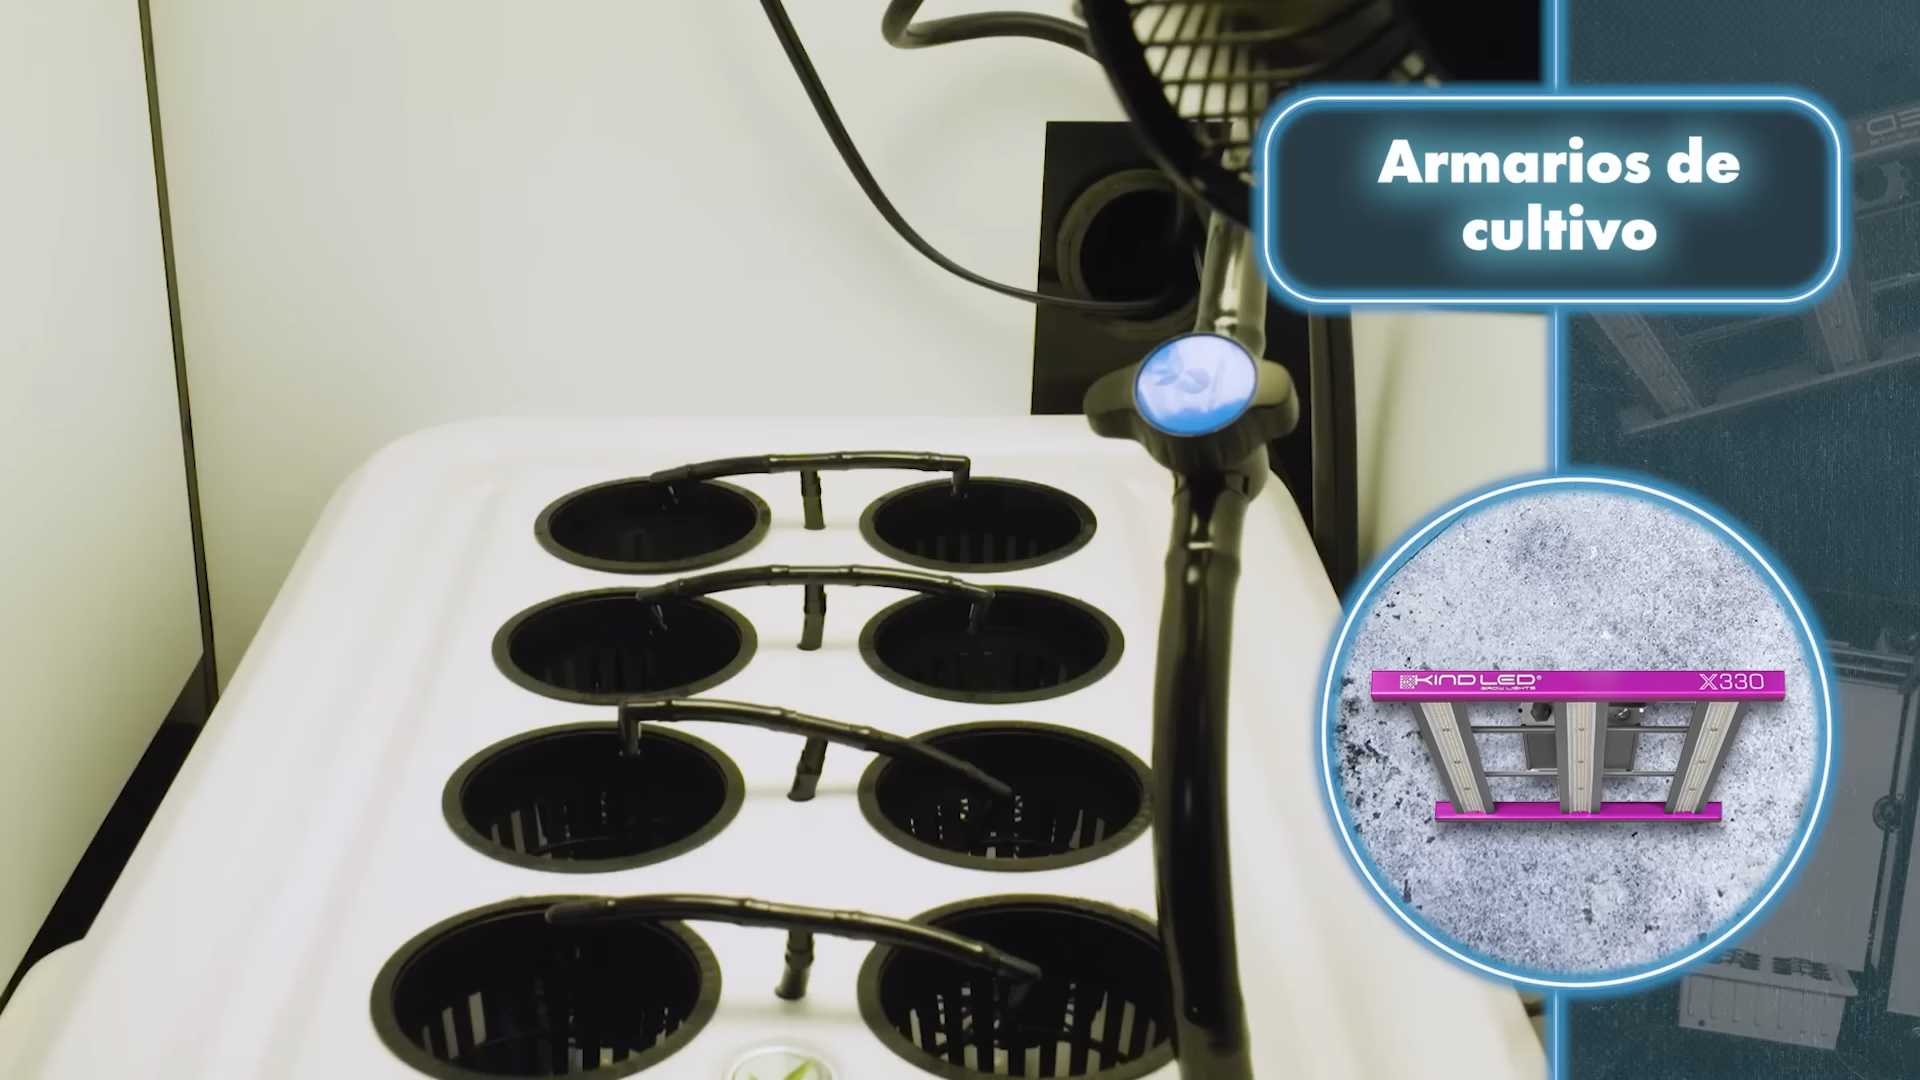 Armarios de
cultivo
KIND LED®
GROW LIGHTS
X330